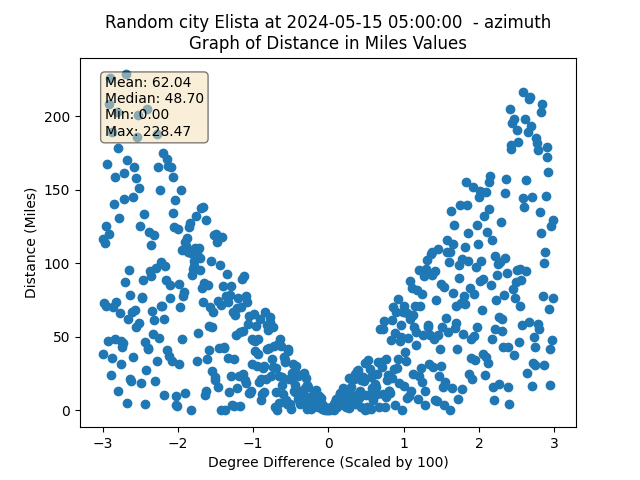 Random city Elista at 2024-05-15 05:00:00  - azimuth
Graph of Distance in Miles Values
Mean: 62.04
Median: 48.70
Min: 0.00
Max: 228.47
200
150
100
50
0
Distance (Miles)
−3
−2
−1
0
1
2
3
Degree Difference (Scaled by 100)